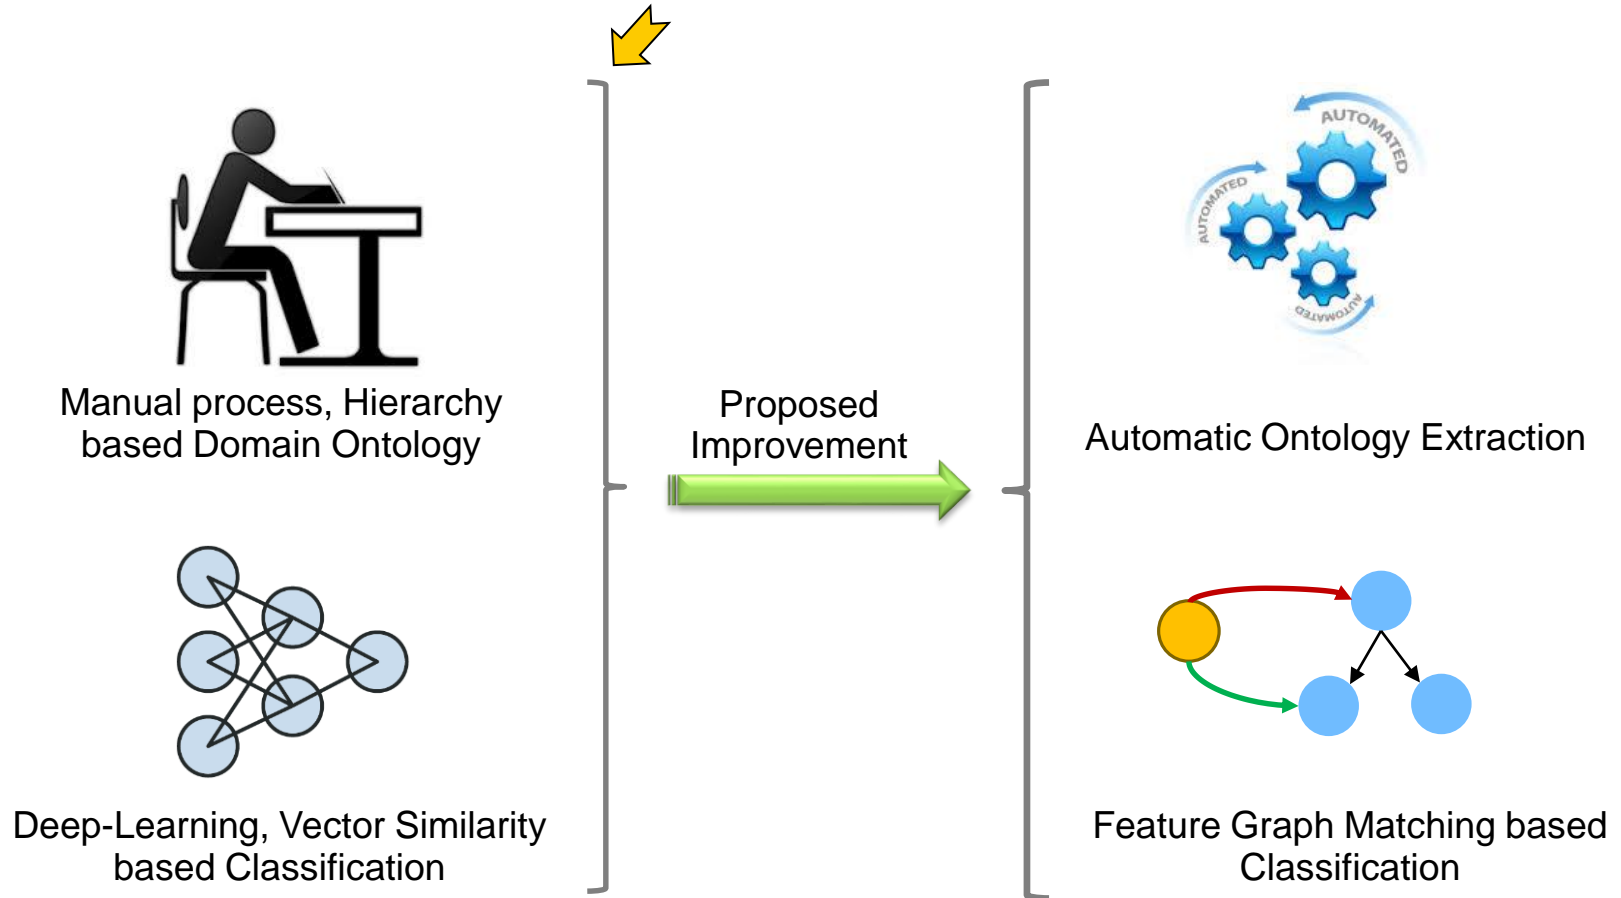 Manual process, Hierarchy
based Domain Ontology
Deep-Learning, Vector Similarity
based Classification
Proposed
Improvement
AUTOMATED
AUTOMATED
AUTOMATED
Automatic Ontology Extraction
Feature Graph Matching based
Classification